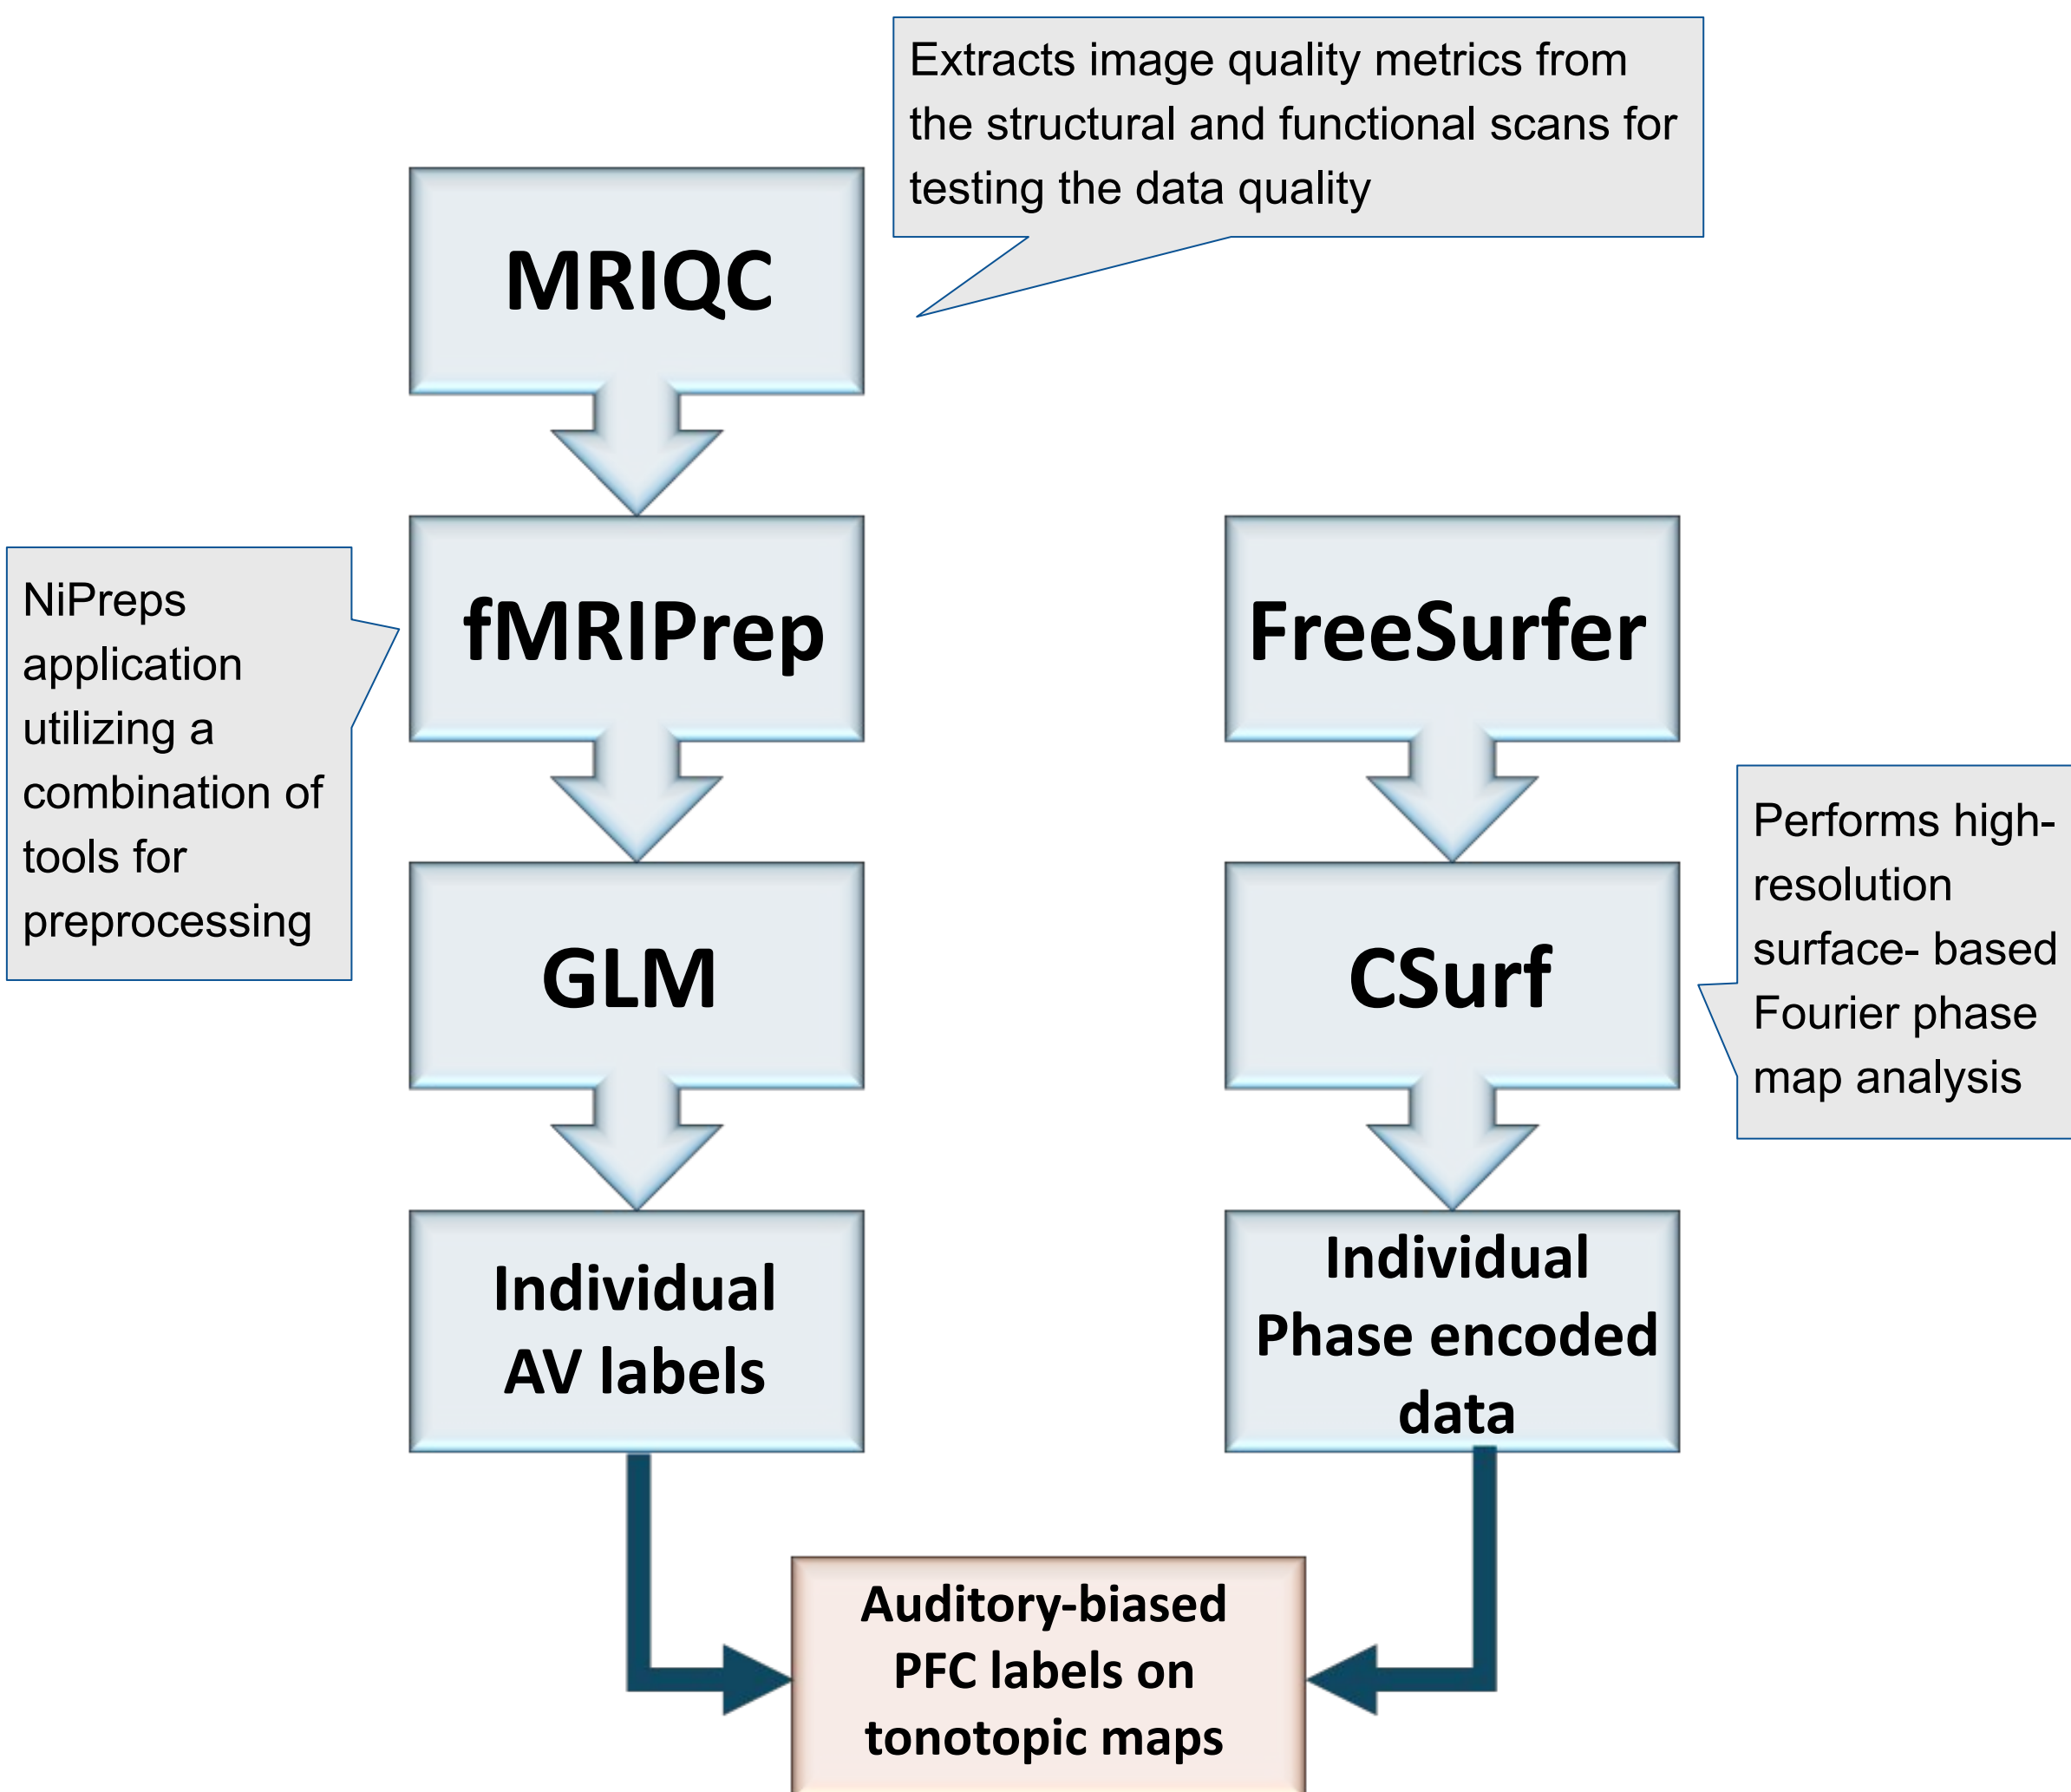 Extracts image quality metrics from
the structural and functional scans for
testing the data quality
MRIQC
NiPreps
application
utilizing a
combination of
tools for
preprocessing
fMRIPrep
FreeSurfer
GLM
CSurf
Performs high-
resolution
surface- based
Fourier phase
map analysis
Individual
AV labels
Individual
Phase encoded
data
Auditory-biased
PFC labels on
tonotopic maps